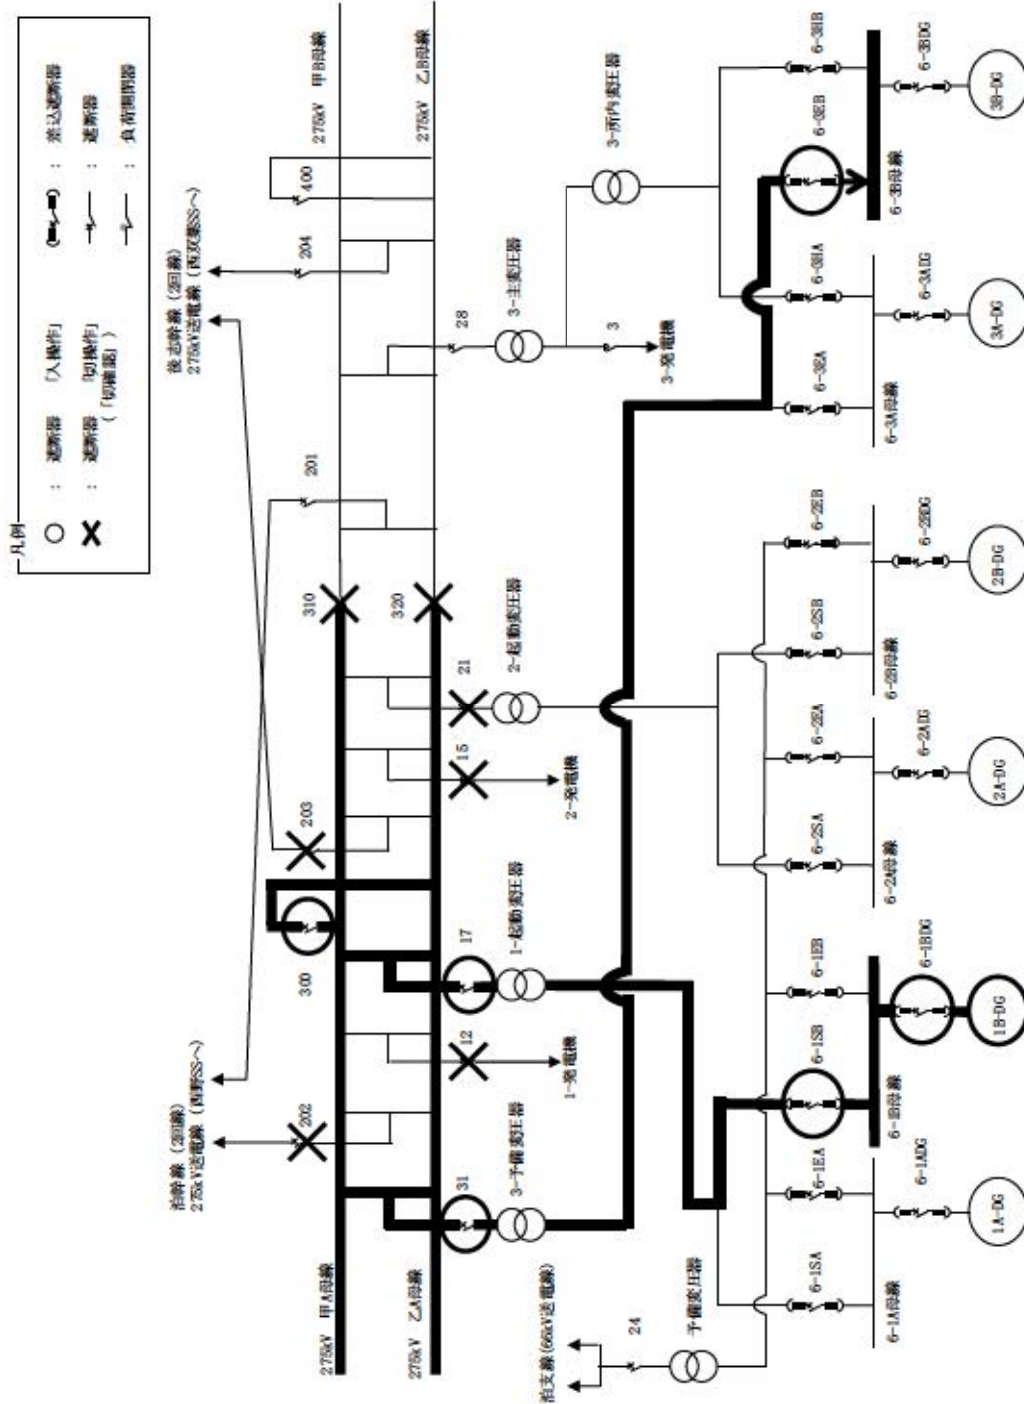 凡例
○ : 遮断器 「入操作」
× : 遮断器 「切操作」
(「切確認」)
: 差込遮断器
: 遮断器
: 負荷開閉器
泊幹線 (2回線)
275kV送電線 (西野SSへ)
後志幹線 (2回線)
275kV送電線 (西双葉SSへ)
202
300
203
201
204
400
310
320
275kV 甲A母線
275kV 甲B母線
275kV 乙A母線
275kV 乙B母線
31
12
17
15
21
28
3-予備変圧器
1-発電機
1-起動変圧器
2-発電機
2-起動変圧器
3-主変圧器
3
3-発電機
3-所内変圧器
泊支線(66kV送電線)
24
予備変圧器
6-1SA
6-1EA
6-1SB
6-1EB
6-2SA
6-2EA
6-2SB
6-2EB
6-3EA
6-3HA
6-3EB
6-3HB
6-1A母線
6-1B母線
6-2A母線
6-2B母線
6-3A母線
6-3B母線
6-1ADG
6-1BDG
6-2ADG
6-2BDG
6-3ADG
6-3BDG
1A-DG
1B-DG
2A-DG
2B-DG
3A-DG
3B-DG